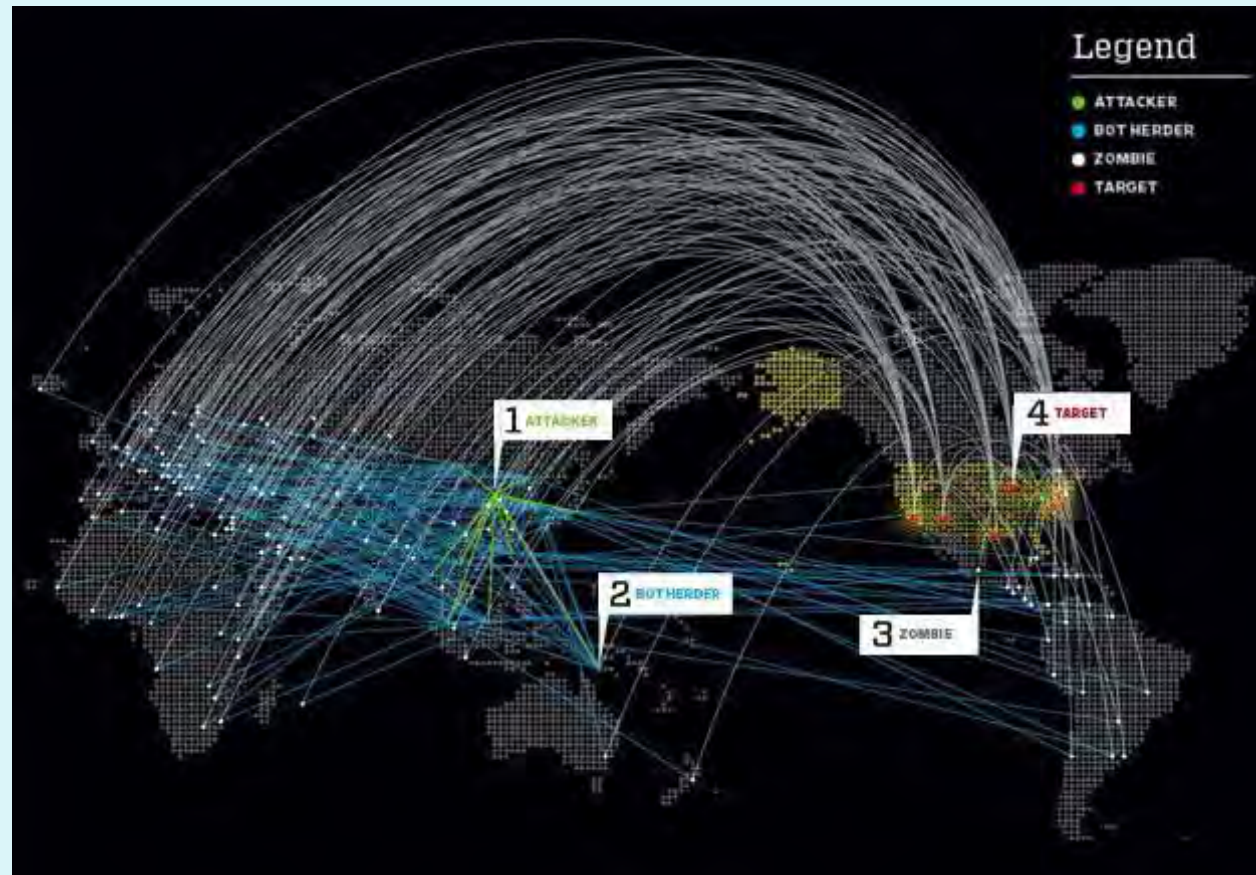 Legend
ATTACKER
BOT HERDER
ZOMBIE
TARGET
1 ATTACKER
4 TARGET
2 BOT HERDER
3 ZOMBIE